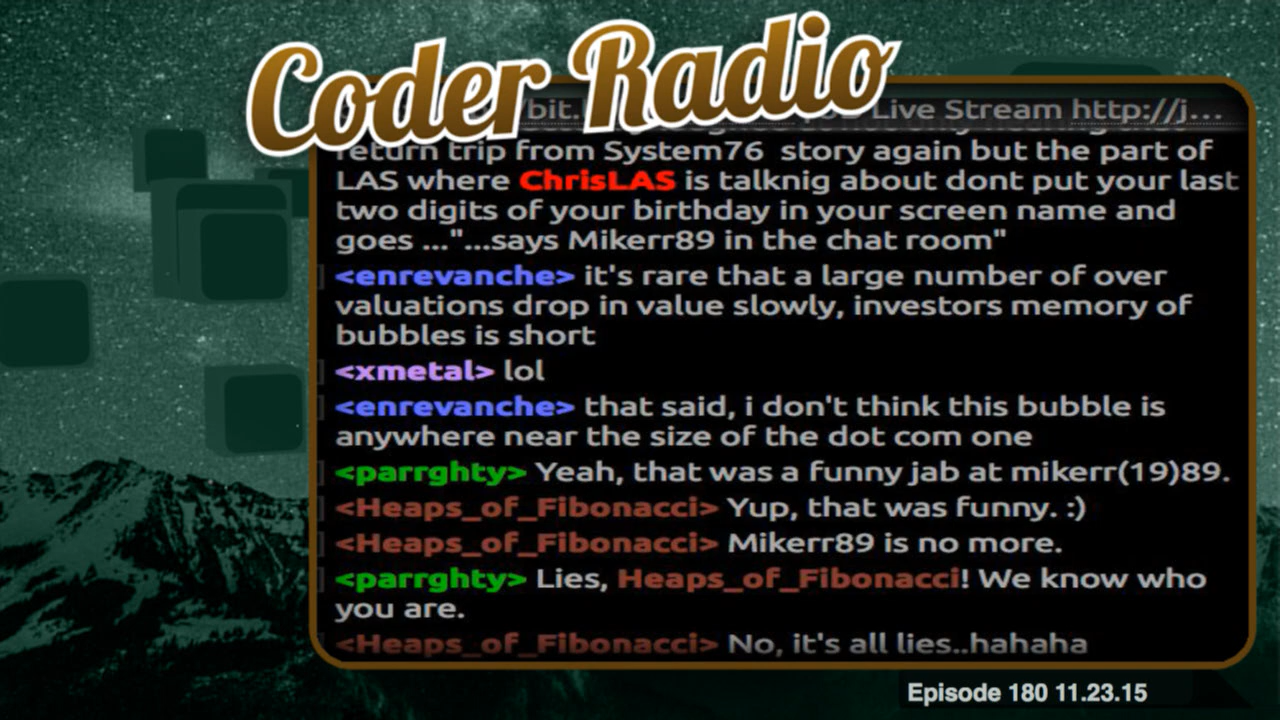 Coder Radio
/bit. Live Stream http://j...
return trip from System76 story again but the part of
LAS where ChrisLAS is talknig about dont put your last
two digits of your birthday in your screen name and
goes ..."...says Mikerr89 in the chat room"
<enrevanche> it's rare that a large number of over
valuations drop in value slowly, investors memory of
bubbles is short
<xmetal> lol
<enrevanche> that said, i don't think this bubble is
anywhere near the size of the dot com one
<parrghty> Yeah, that was a funny jab at mikerr(19)89.
<Heaps_of_Fibonacci> Yup, that was funny. :)
<Heaps_of_Fibonacci> Mikerr89 is no more.
<parrghty> Lies, Heaps_of_Fibonacci! We know who
you are.
<Heaps_of_Fibonacci> No, it's all lies..hahaha
Episode 180 11.23.15